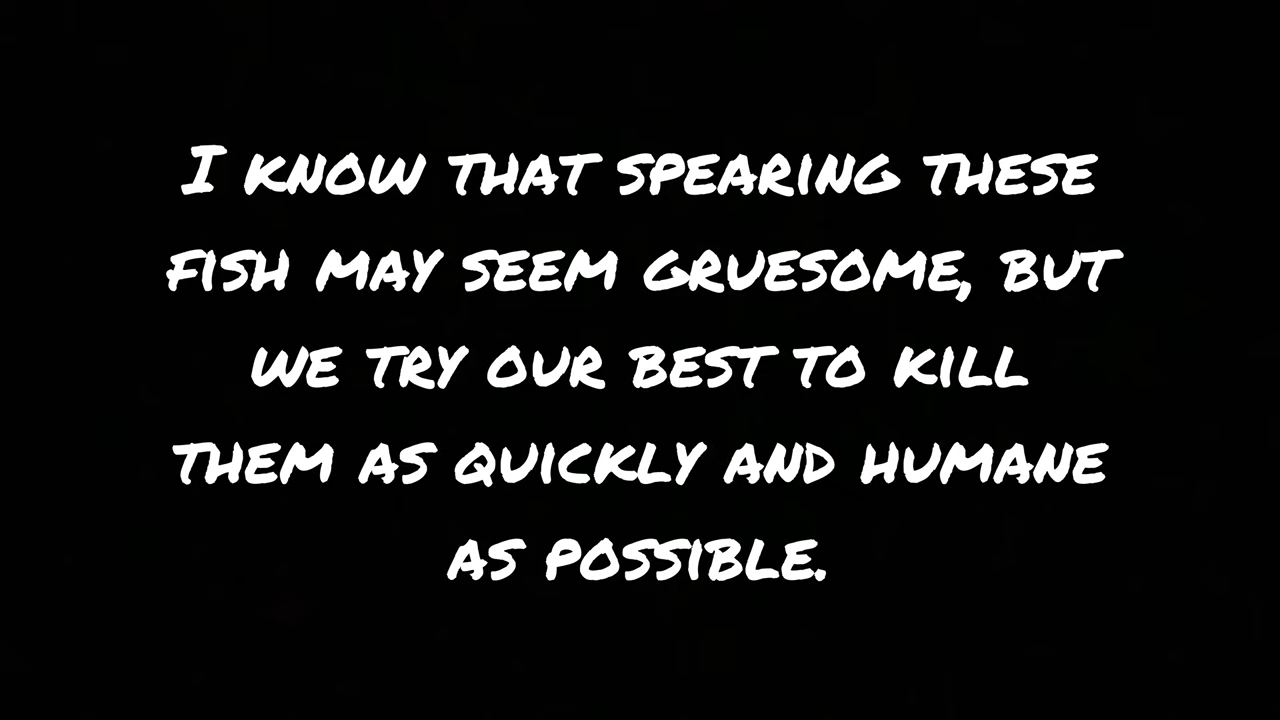 I KNOW THAT SPEARING THESE
FISH MAY SEEM GRUESOME, BUT
WE TRY OUR BEST TO KILL
THEM AS QUICKLY AND HUMANE
AS POSSIBLE.